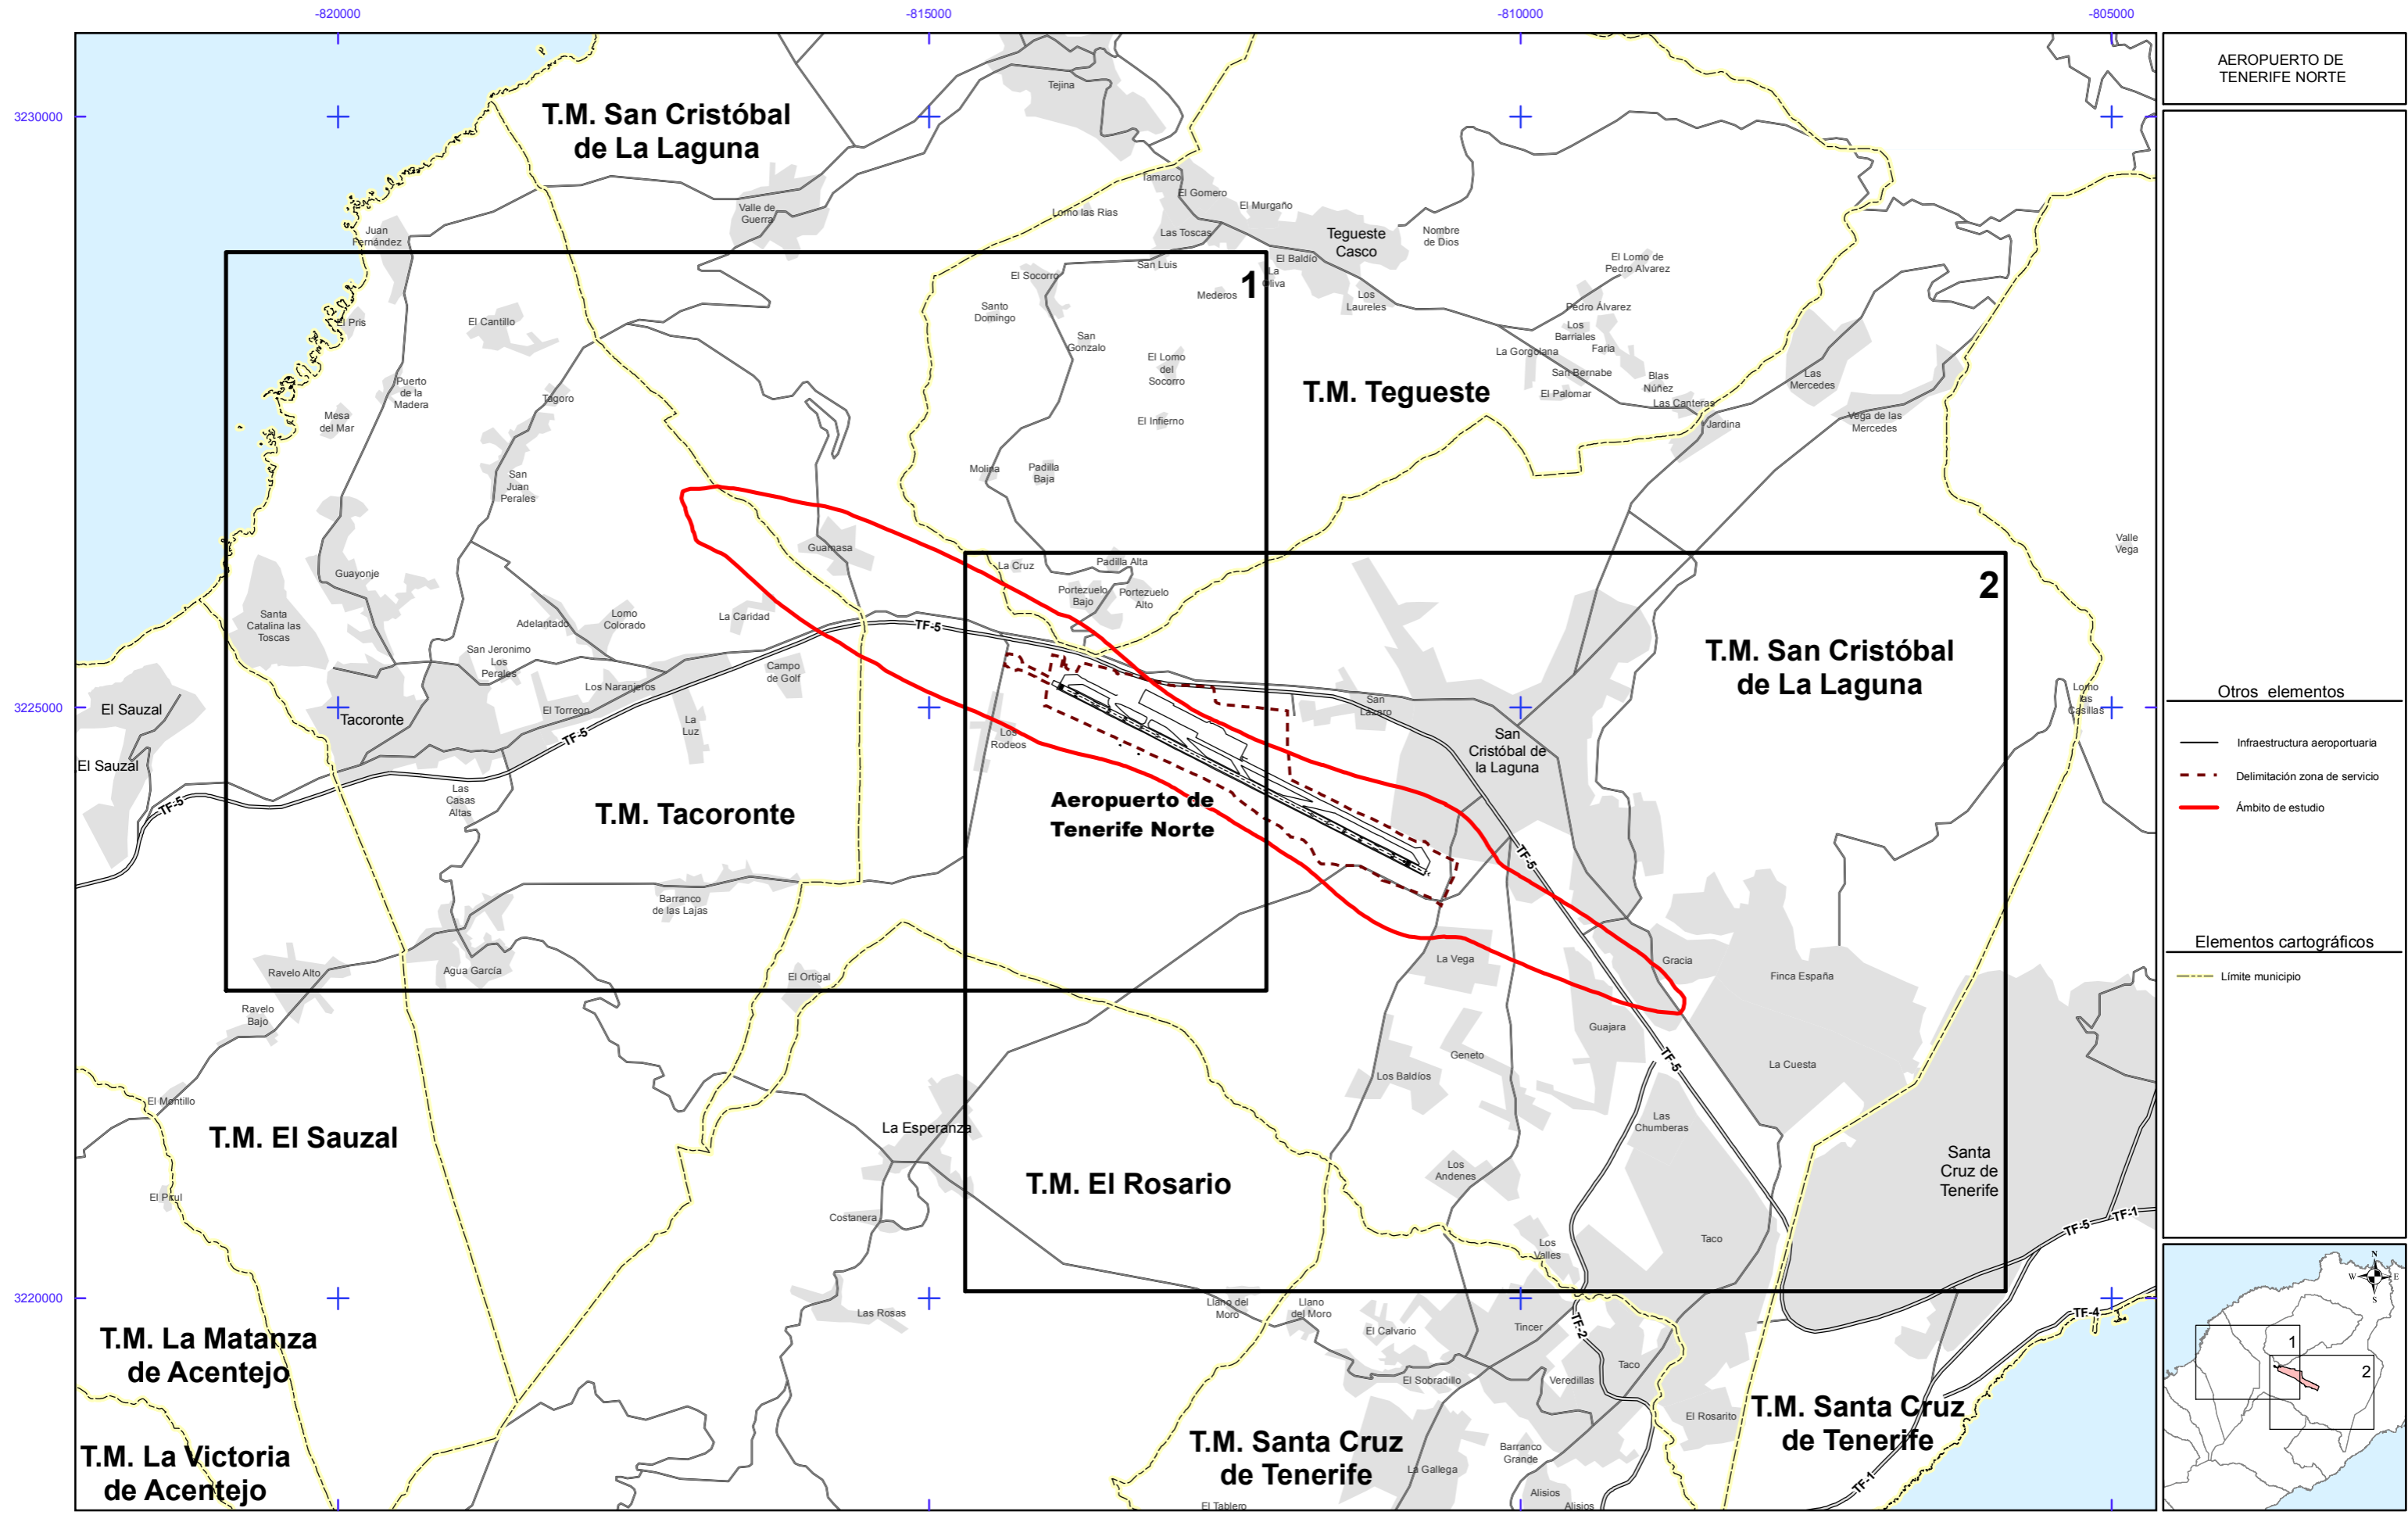 -820000
-815000
-810000
-805000
3230000
3225000
3220000
AEROPUERTO DE
TENERIFE NORTE
T.M. San Cristóbal
de La Laguna
Tejina
Valle de
Guerra
Juan
Fernández
Tamarco
El Gomero
Lomo las Rias
El Murgaño
Las Toscas
Tegueste
Casco
Nombre
de Dios
San Luis
El Baldío
La
Oliva
El Socorro
Mederos
1
Los
Laureles
El Lomo de
Pedro Alvarez
Santo
Domingo
Pedro Álvarez
El Pris
El Cantillo
San
Gonzalo
Los
Barriales
Faria
La Gorgolana
El Lomo
del
Socorro
San Bernabe
Blas
Núñez
Las
Mercedes
Puerto
de la
Madera
Tagoro
T.M. Tegueste
El Palomar
Las Canteras
Mesa
del Mar
El Infierno
Jardina
Vega de las
Mercedes
Molina
Padilla
Baja
San
Juan
Perales
Guamasa
Valle
Vega
Guayonje
La Cruz
Padilla Alta
Portezuelo
Bajo
Portezuelo
Alto
2
Santa
Catalina las
Toscas
Adelantado
Lomo
Colorado
La Caridad
TF-5
San Jeronimo
Los
Perales
Los Naranjeros
Campo
de Golf
T.M. San Cristóbal
de La Laguna
El Sauzal
Tacoronte
El Torreon
La
Luz
TF-5
Los
Rodeos
San
Lázaro
San
Cristóbal de
la Laguna
Lomo
las
Casillas
El Sauzal
TF-5
Las
Casas
Altas
T.M. Tacoronte
Aeropuerto de
Tenerife Norte
TF-5
Barranco
de las Lajas
Ravelo Alto
Agua García
El Ortigal
La Vega
Gracia
Finca España
Ravelo
Bajo
Guajara
Geneto
TF-5
La Cuesta
Los Baldíos
El Montillo
T.M. El Sauzal
La Esperanza
Las
Chumberas
T.M. El Rosario
Los
Andenes
Santa
Cruz de
Tenerife
El Pirul
Costanera
Los
Valles
Taco
TF-5
TF-1
Las Rosas
Llano del
Moro
Llano
del Moro
El Calvario
Tincer
TF-2
TF-4
T.M. La Matanza
de Acentejo
El Sobradillo
Taco
Veredillas
El Rosarito
T.M. Santa Cruz
de Tenerife
T.M. La Victoria
de Acentejo
T.M. Santa Cruz
de Tenerife
La Gallega
Barranco
Grande
Alisios
Alisios
El Tablero
TF-1
Otros elementos
Infraestructura aeroportuaria
Delimitación zona de servicio
Ámbito de estudio
Elementos cartográficos
Límite municipio
N
W
E
S
1
2